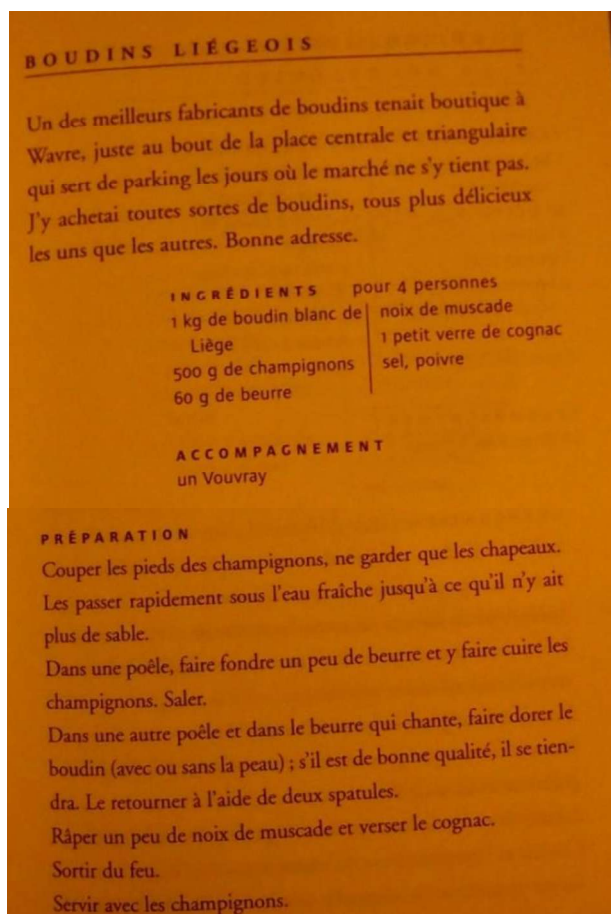 BOUDINS LIÉGEOIS
Un des meilleurs fabricants de boudins tenait boutique à
Wavre, juste au bout de la place centrale et triangulaire
qui sert de parking les jours où le marché ne s'y tient pas.
J'y achetai toutes sortes de boudins, tous plus délicieux
les uns que les autres. Bonne adresse.
INGRÉDIENTS pour 4 personnes
1 kg de boudin blanc de
Liège
500 g de champignons
60 g de beurre
noix de muscade
1 petit verre de cognac
sel, poivre
ACCOMPAGNEMENT
un Vouvray
PRÉPARATION
Couper les pieds des champignons, ne garder que les chapeaux.
Les passer rapidement sous l'eau fraîche jusqu'à ce qu'il n'y ait
plus de sable.
Dans une poêle, faire fondre un peu de beurre et y faire cuire les
champignons. Saler.
Dans une autre poêle et dans le beurre qui chante, faire dorer le
boudin (avec ou sans la peau) ; s'il est de bonne qualité, il se tien-
dra. Le retourner à l'aide de deux spatules.
Râper un peu de noix de muscade et verser le cognac.
Sortir du feu.
Servir avec les champignons.